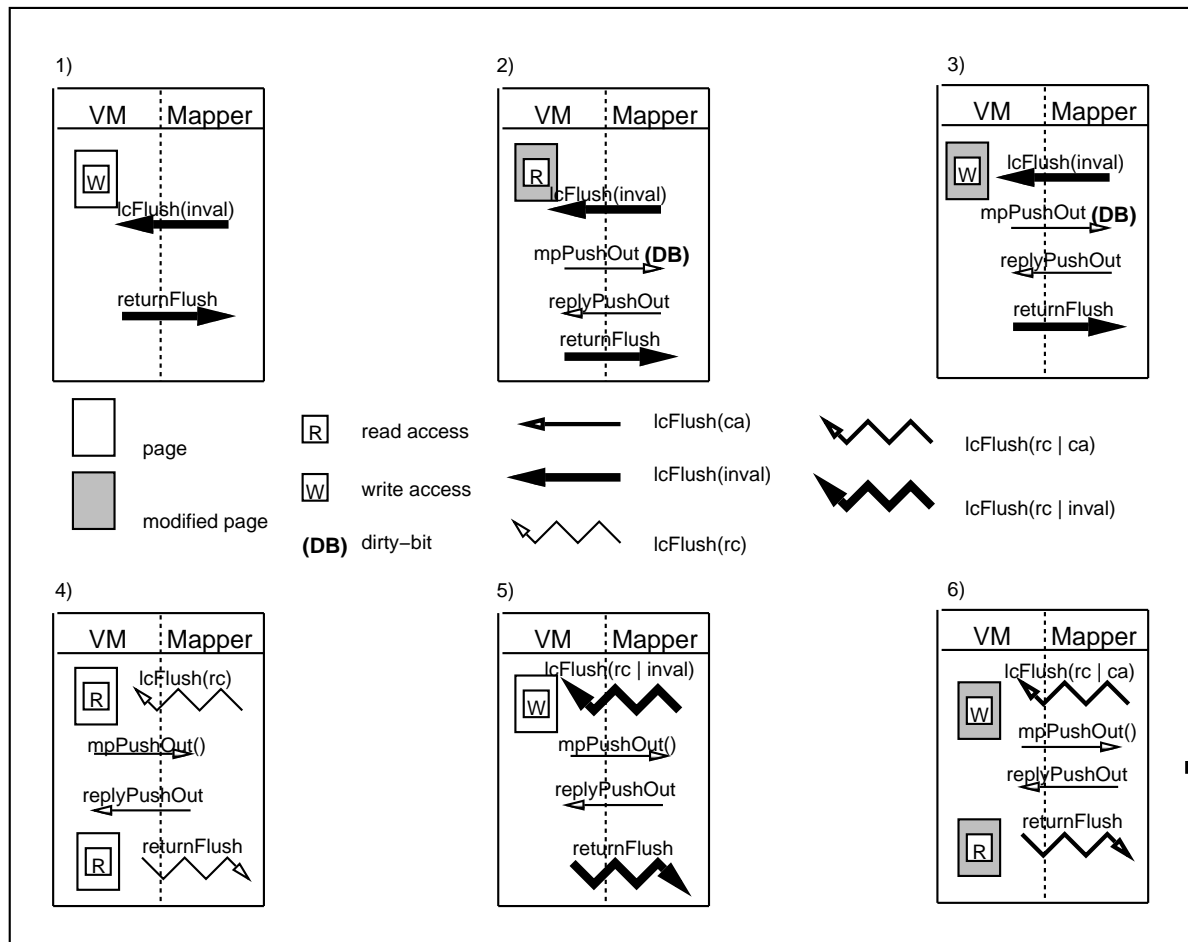 1)
VM Mapper
W
lcFlush(inval)
returnFlush
2)
VM Mapper
R
lcFlush(inval)
mpPushOut (DB)
replyPushOut
returnFlush
3)
VM Mapper
W
lcFlush(inval)
mpPushOut (DB)
replyPushOut
returnFlush
page
modified page
R read access
W write access
(DB) dirty−bit
lcFlush(ca)
lcFlush(inval)
lcFlush(rc)
lcFlush(rc | ca)
lcFlush(rc | inval)
4)
VM Mapper
R
lcFlush(rc)
mpPushOut()
replyPushOut
R
returnFlush
5)
VM Mapper
lcFlush(rc | inval)
W
mpPushOut()
replyPushOut
returnFlush
6)
VM Mapper
lcFlush(rc | ca)
W
mpPushOut()
replyPushOut
returnFlush
R